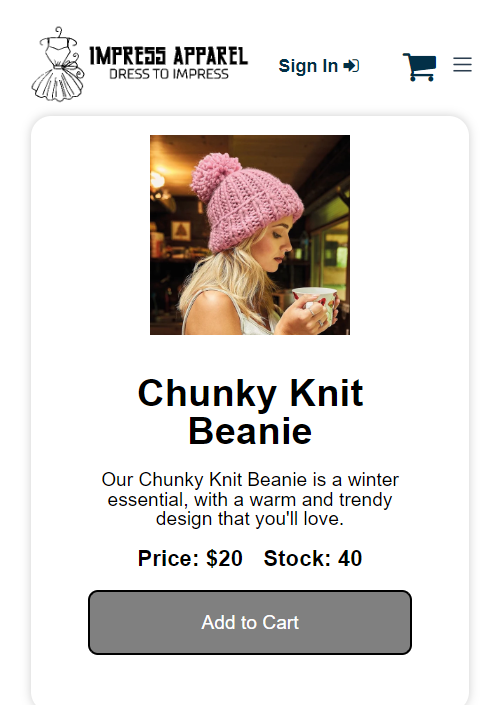 IMPRESS APPAREL
DRESS TO IMPRESS
Sign In
Chunky Knit
Beanie
Our Chunky Knit Beanie is a winter
essential, with a warm and trendy
design that you'll love.
Price: $20 Stock: 40
Add to Cart